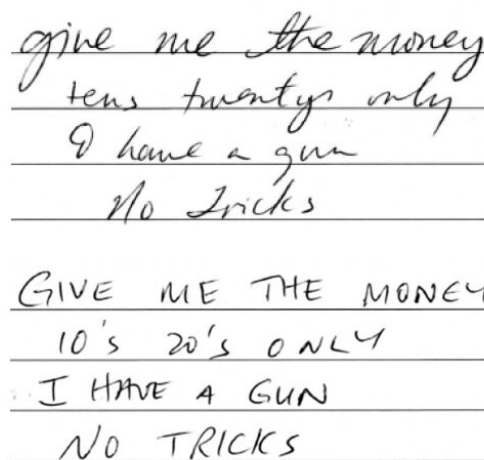 give me the money
tens twentys only
I have a gun
No Tricks
GIVE ME THE MONEY
10's 20's ONLY
I HAVE A GUN
NO TRICKS